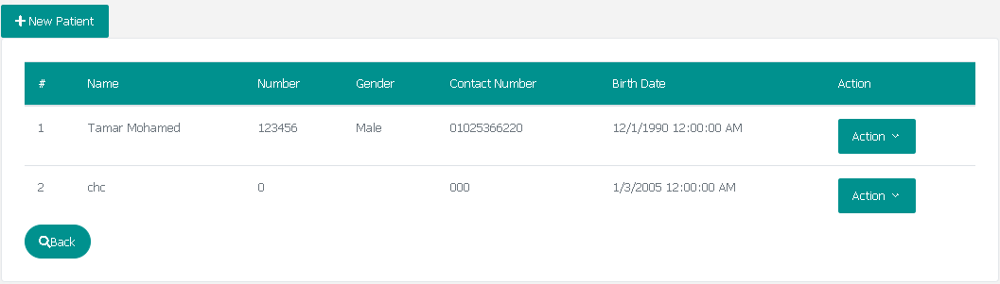 New Patient
# Name Number Gender Contact Number Birth Date Action
1 Tamar Mohamed 123456 Male 01025366220 12/1/1990 12:00:00 AM Action
2 chc 0 000 1/3/2005 12:00:00 AM Action
Back